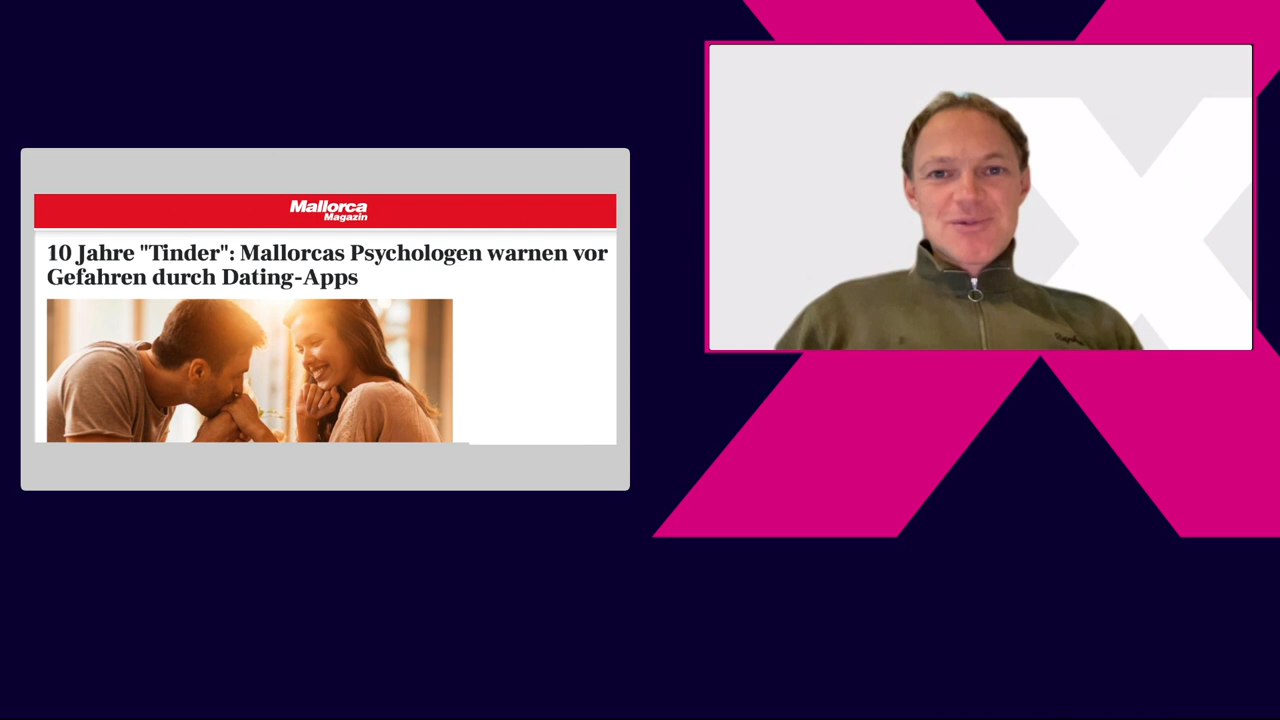 Mallorca
Magazin
10 Jahre "Tinder": Mallorcas Psychologen warnen vor
Gefahren durch Dating-Apps